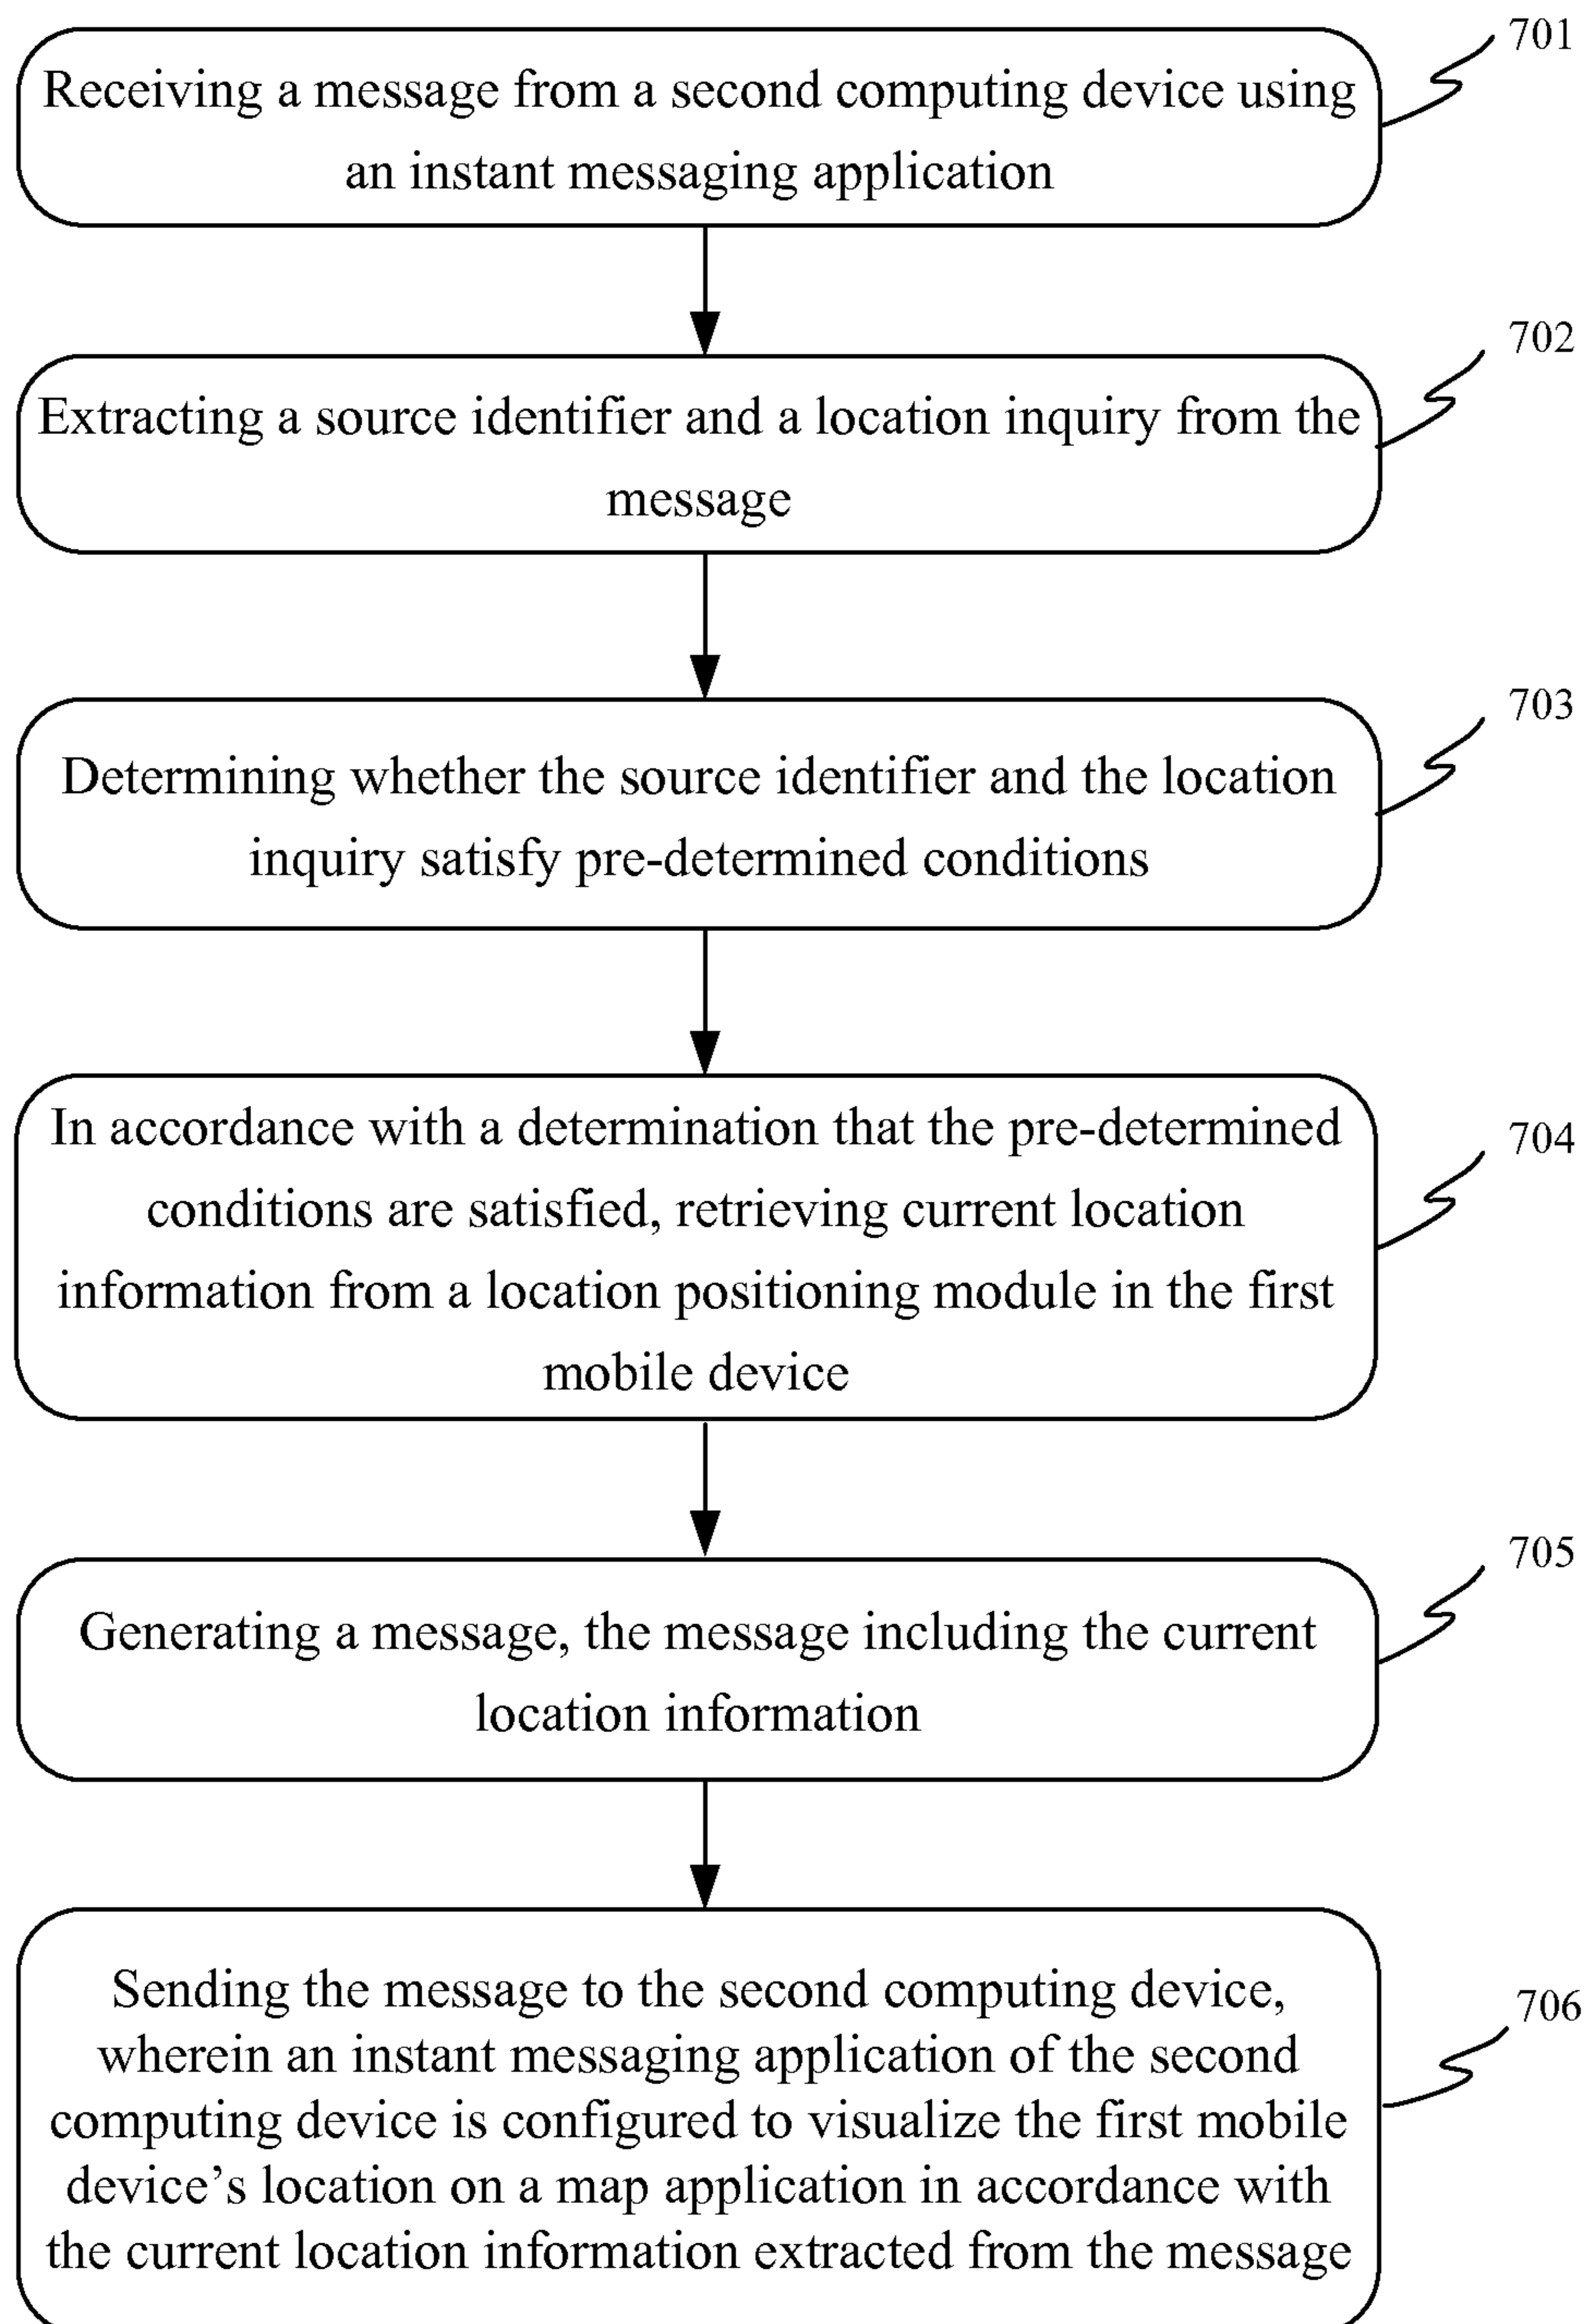 701
Receiving a message from a second computing device using
an instant messaging application
702
Extracting a source identifier and a location inquiry from the
message
703
Determining whether the source identifier and the location
inquiry satisfy pre-determined conditions
704
In accordance with a determination that the pre-determined
conditions are satisfied, retrieving current location
information from a location positioning module in the first
mobile device
705
Generating a message, the message including the current
location information
706
Sending the message to the second computing device,
wherein an instant messaging application of the second
computing device is configured to visualize the first mobile
device’s location on a map application in accordance with
the current location information extracted from the message